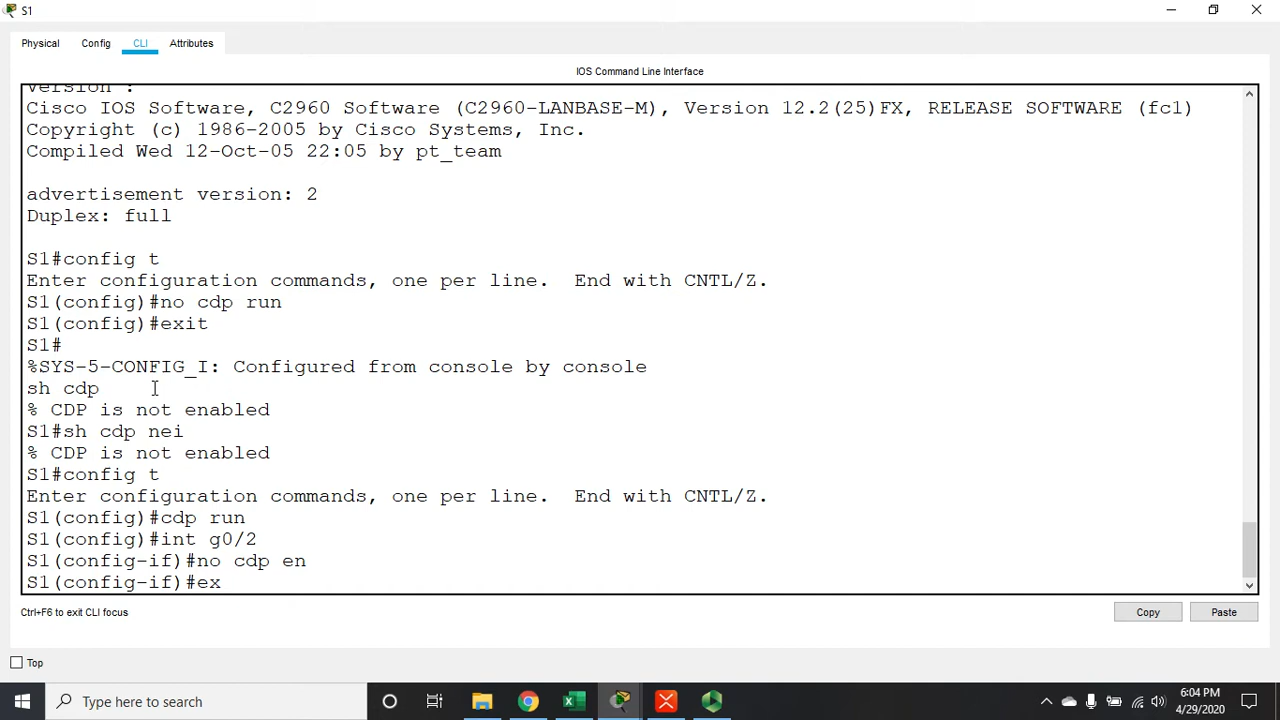 S1
Physical
Config
CLI
Attributes
IOS Command Line Interface
Version :
Cisco IOS Software, C2960 Software (C2960-LANBASE-M), Version 12.2(25)FX, RELEASE SOFTWARE (fc1)
Copyright (c) 1986-2005 by Cisco Systems, Inc.
Compiled Wed 12-Oct-05 22:05 by pt_team
advertisement version: 2
Duplex: full
S1#config t
Enter configuration commands, one per line.  End with CNTL/Z.
S1(config)#no cdp run
S1(config)#exit
S1#
%SYS-5-CONFIG_I: Configured from console by console
sh cdp
% CDP is not enabled
S1#sh cdp nei
% CDP is not enabled
S1#config t
Enter configuration commands, one per line.  End with CNTL/Z.
S1(config)#cdp run
S1(config)#int g0/2
S1(config-if)#no cdp en
S1(config-if)#ex
Ctrl+F6 to exit CLI focus
Copy
Paste
Top
Type here to search
6:04 PM
4/29/2020